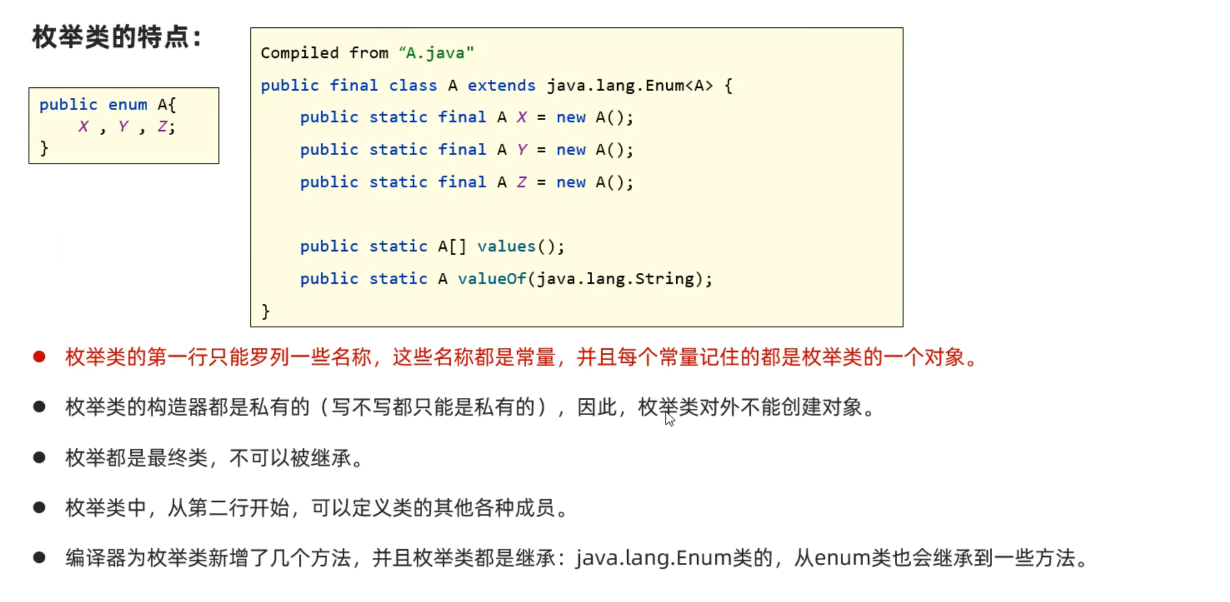 枚举类的特点：
public enum A{
X , Y , Z;
}
Compiled from “A.java"
public final class A extends java.lang.Enum<A> {
public static final A X = new A();
public static final A Y = new A();
public static final A Z = new A();
public static A[] values();
public static A valueOf(java.lang.String);
}
● 枚举类的第一行只能罗列一些名称，这些名称都是常量，并且每个常量记住的都是枚举类的一个对象。
● 枚举类的构造器都是私有的（写不写都只能是私有的），因此，枚举类对外不能创建对象。
● 枚举都是最终类，不可以被继承。
● 枚举类中，从第二行开始，可以定义类的其他各种成员。
● 编译器为枚举类新增了几个方法，并且枚举类都是继承：java.lang.Enum类的，从enum类也会继承到一些方法。